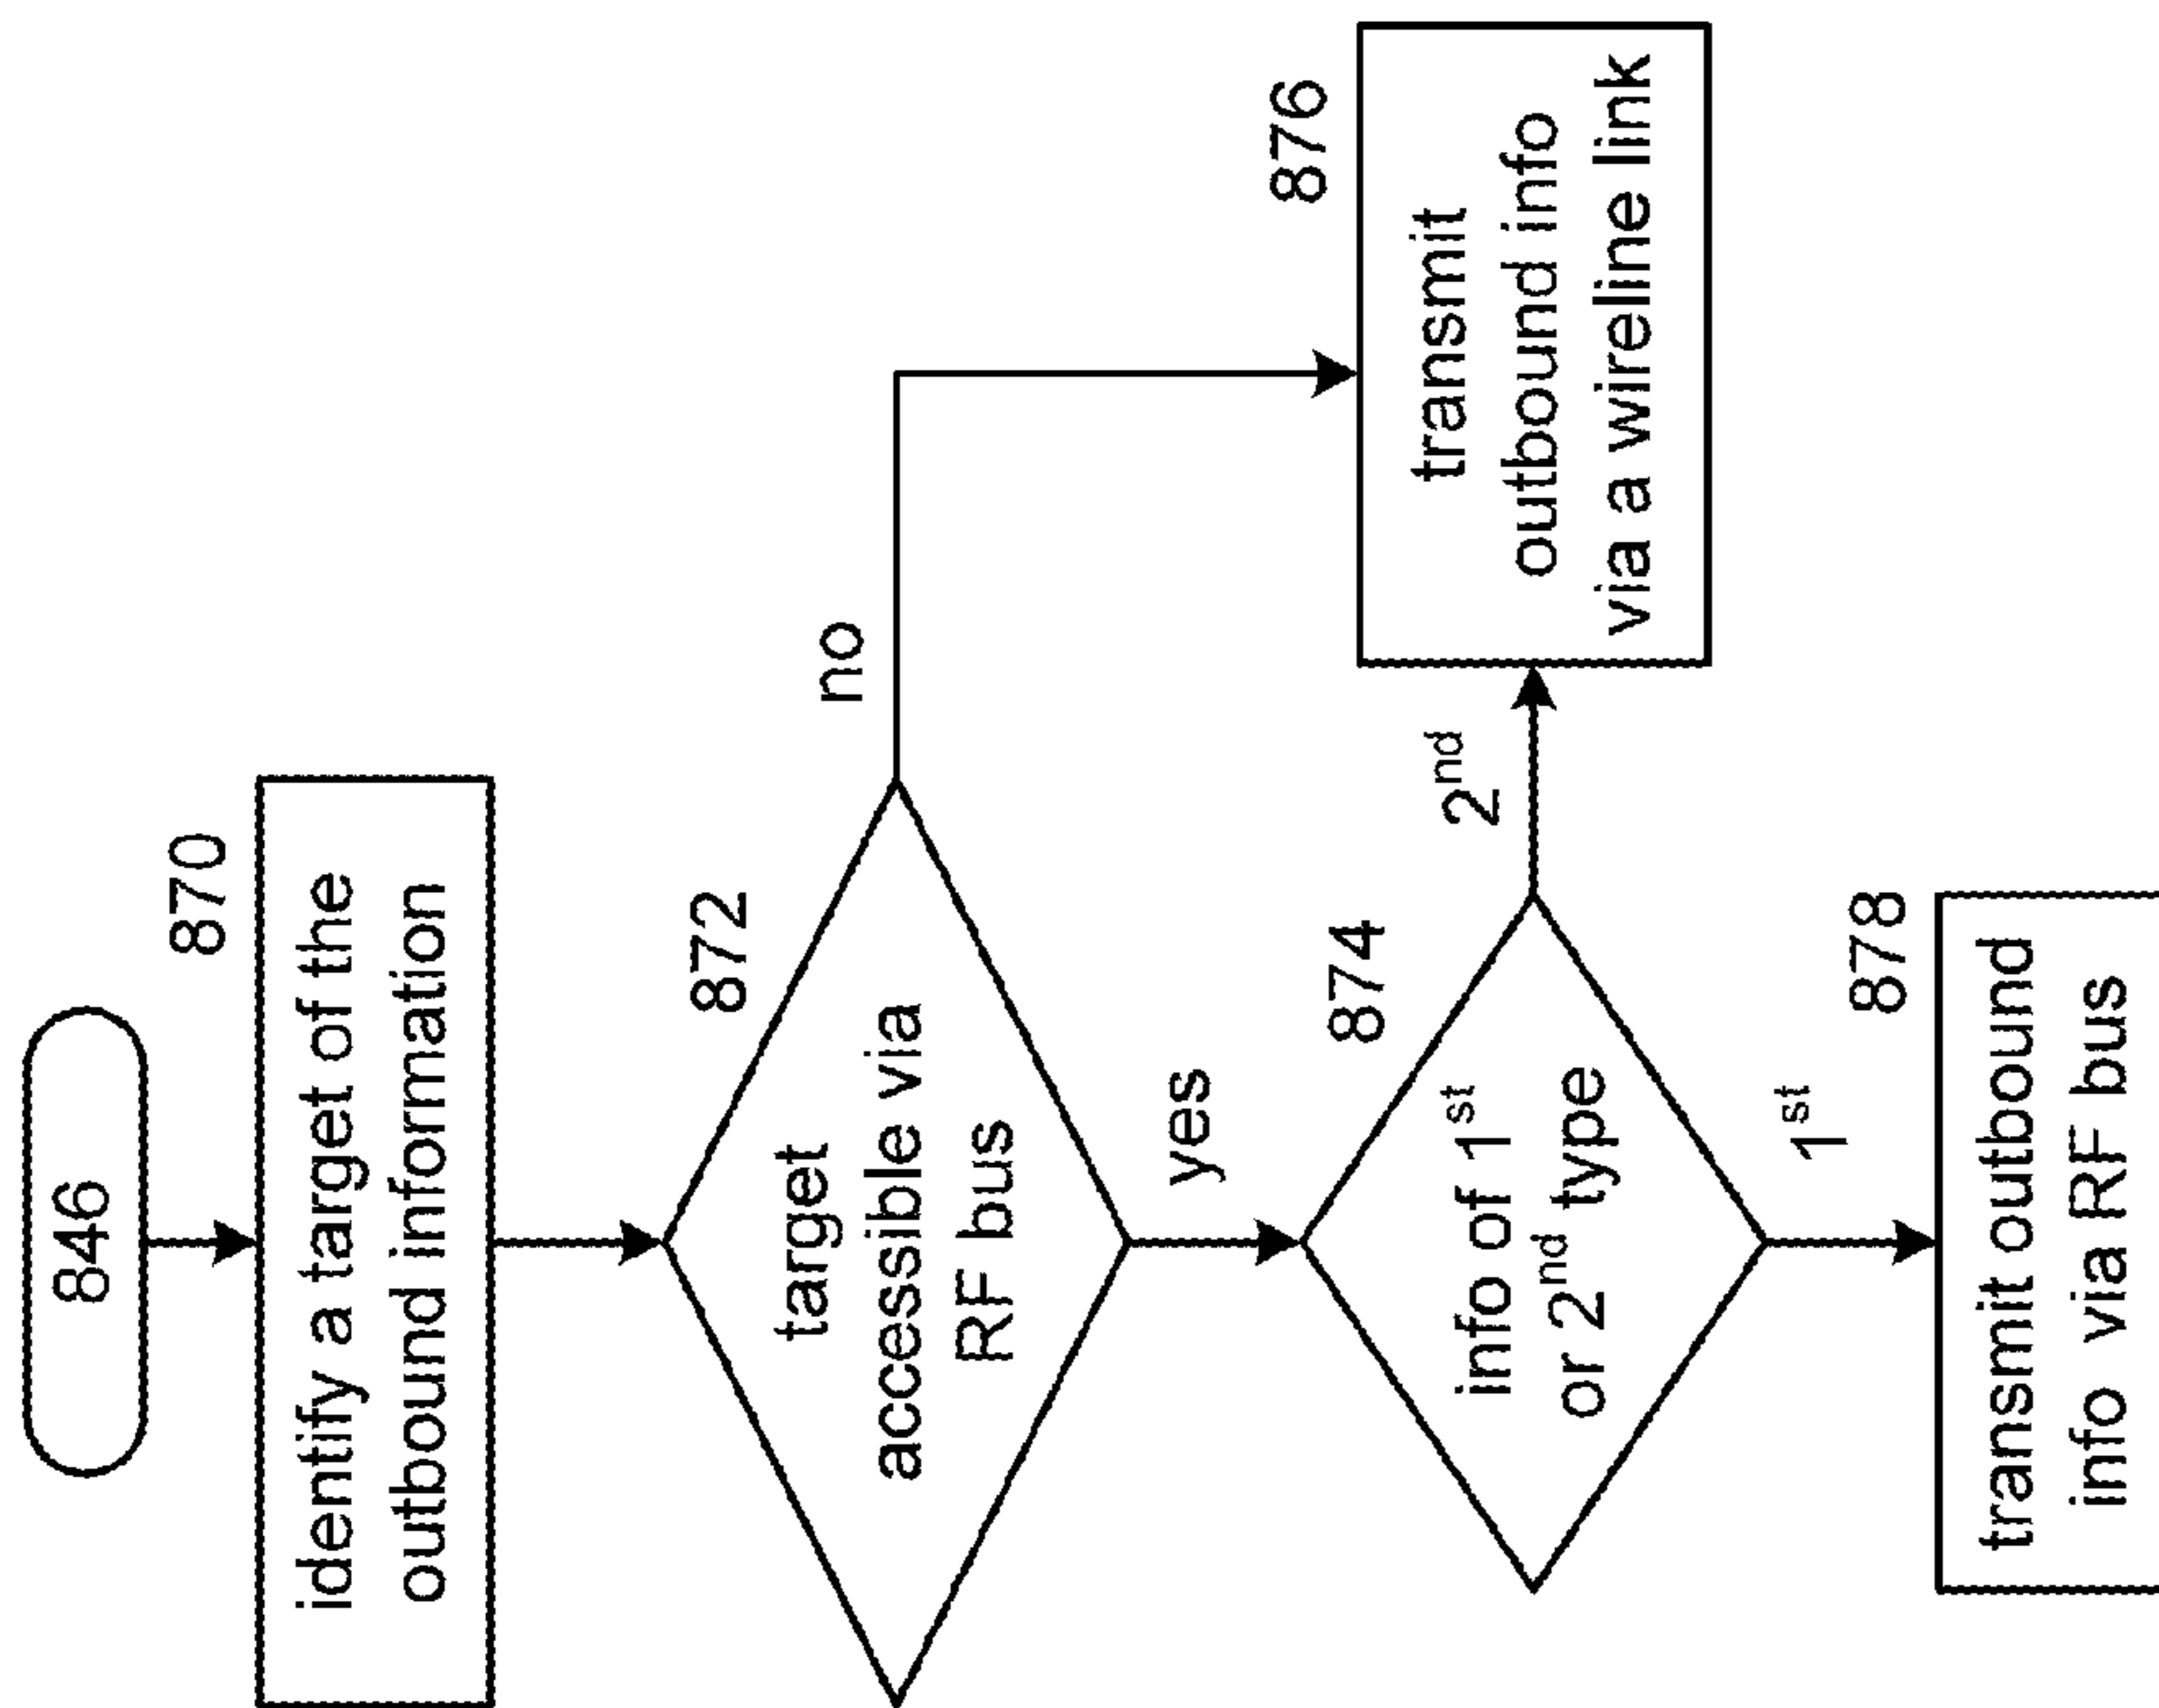 846
870
identify a target of the
outbound information
872
target
accessible via
RF bus
no
yes
874
info of 1st
or 2nd type
2nd
876
transmit
outbound info
via a wireline link
1st
878
transmit outbound
info via RF bus